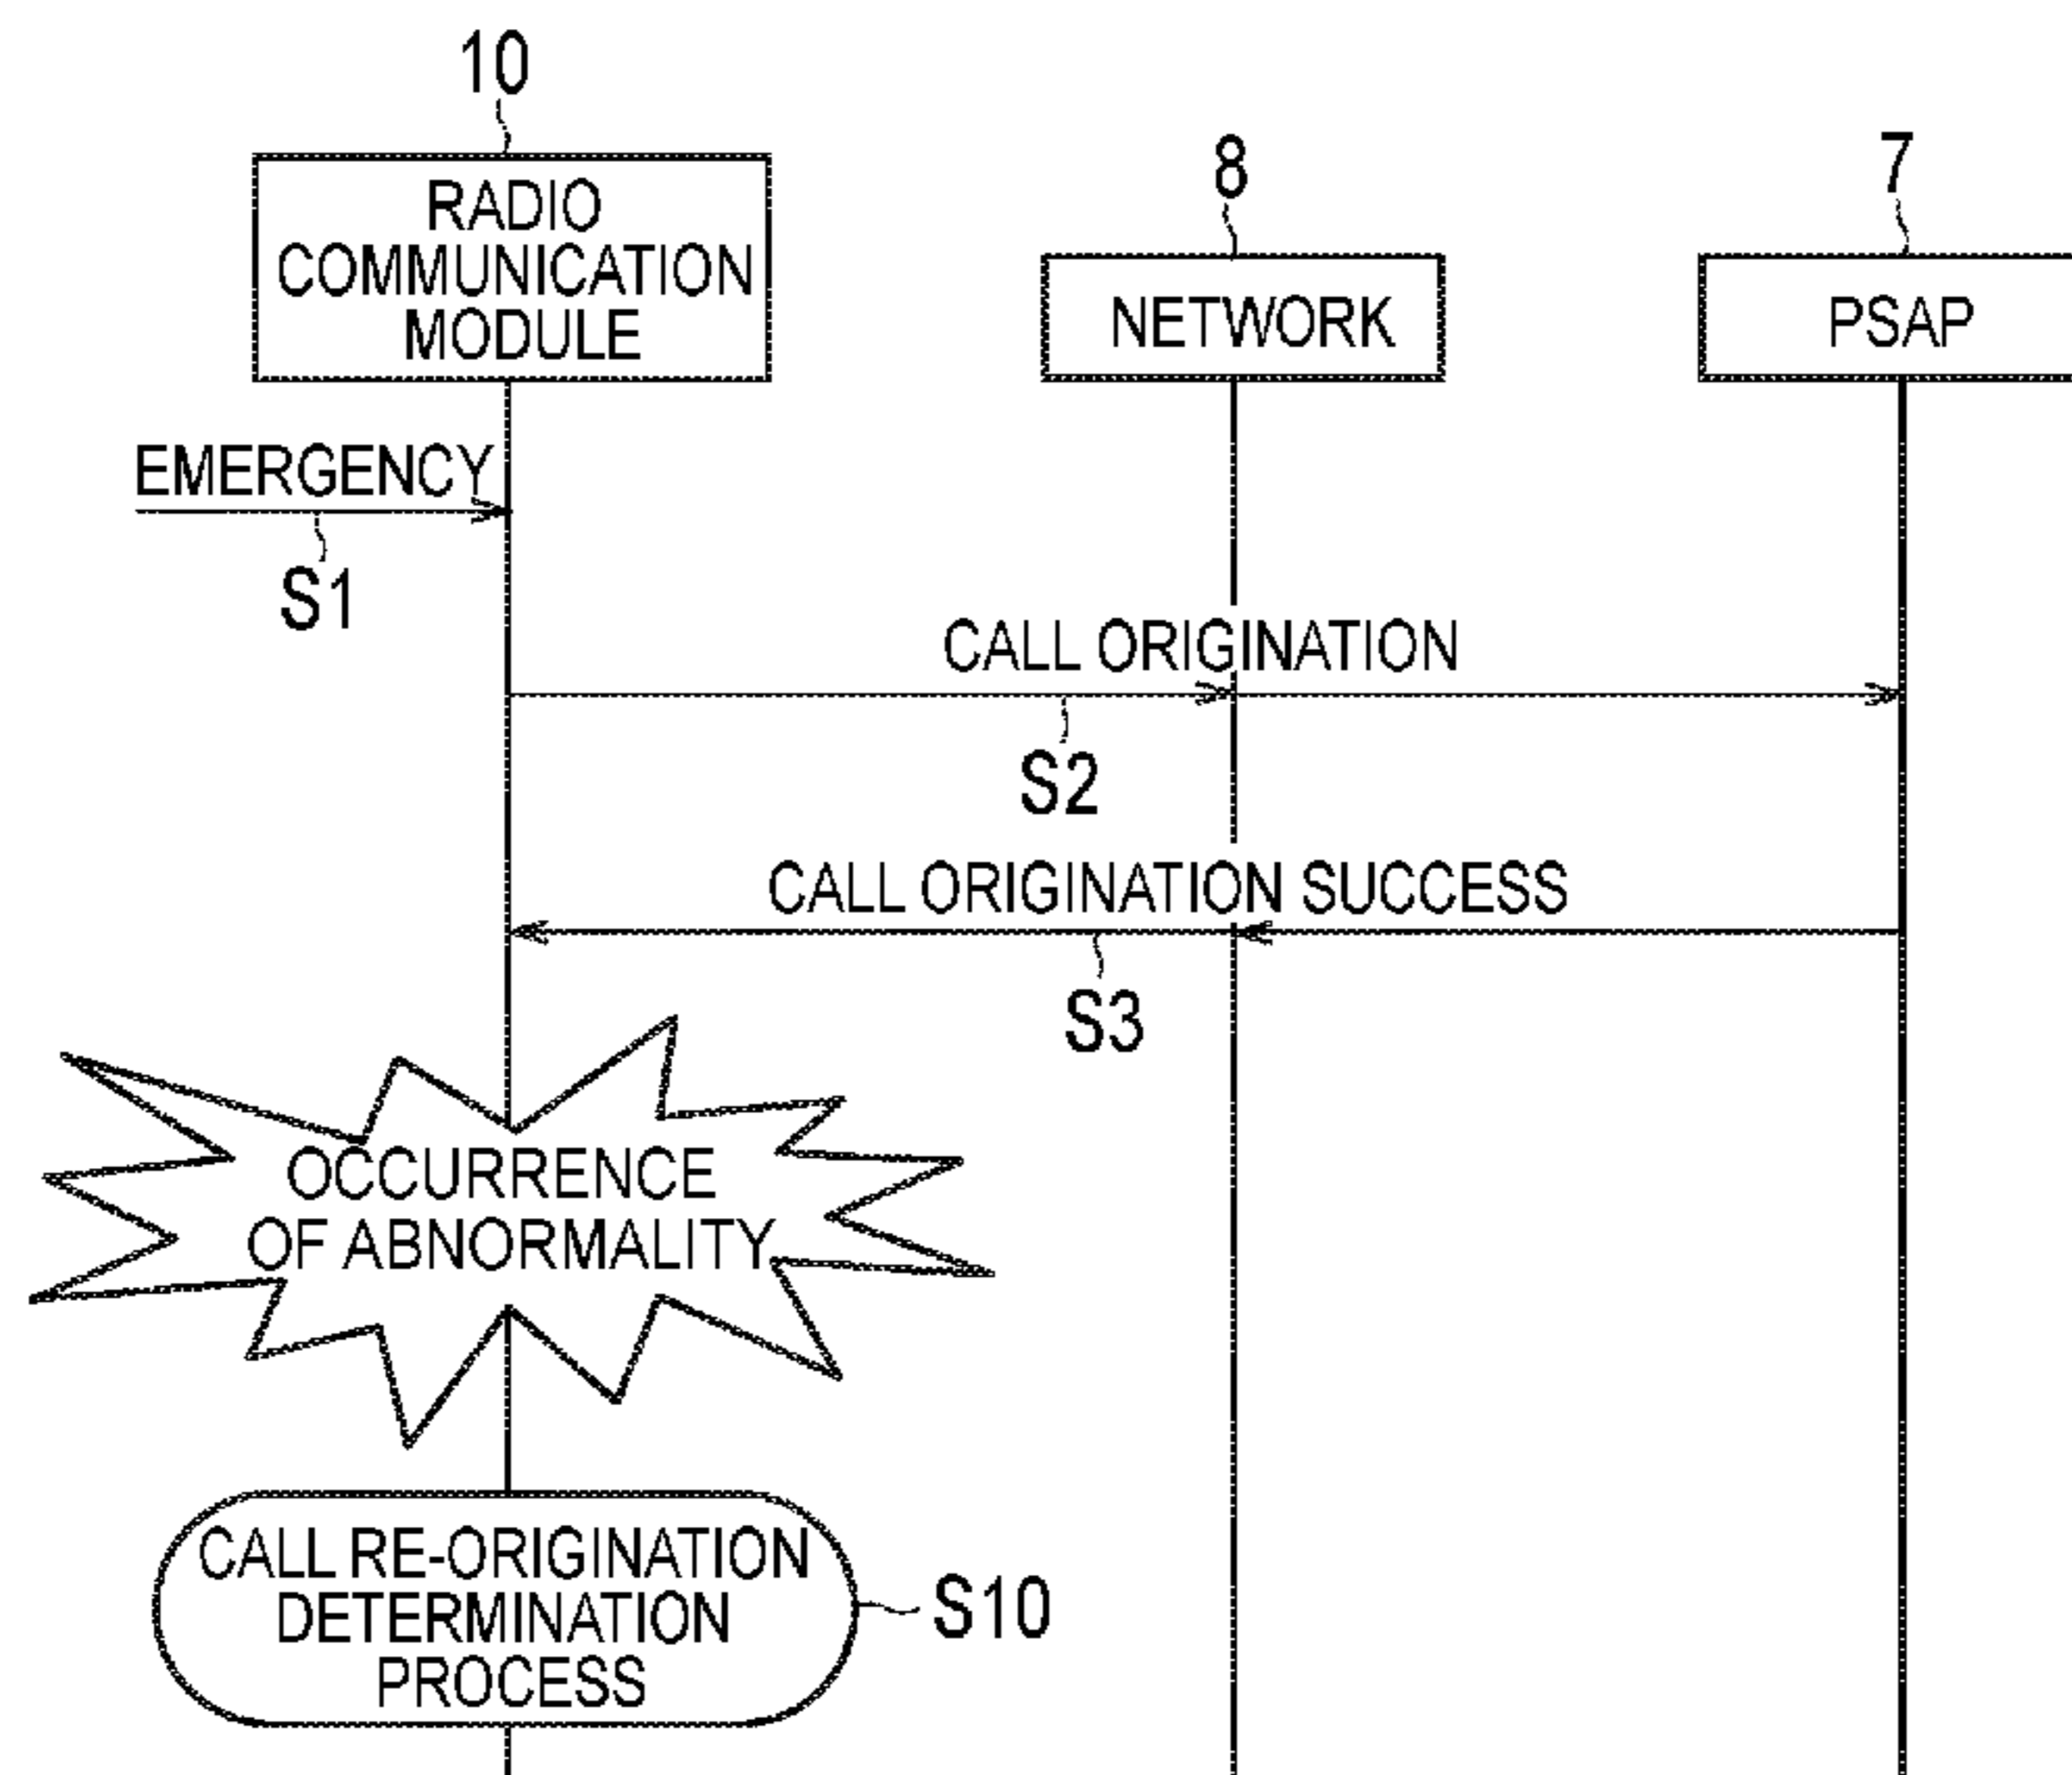 10
RADIO
COMMUNICATION
MODULE
8
NETWORK
7
PSAP
EMERGENCY
S1
CALL ORIGINATION
S2
CALL ORIGINATION SUCCESS
S3
OCCURRENCE
OF ABNORMALITY
CALL RE-ORIGINATION
DETERMINATION
PROCESS
S10